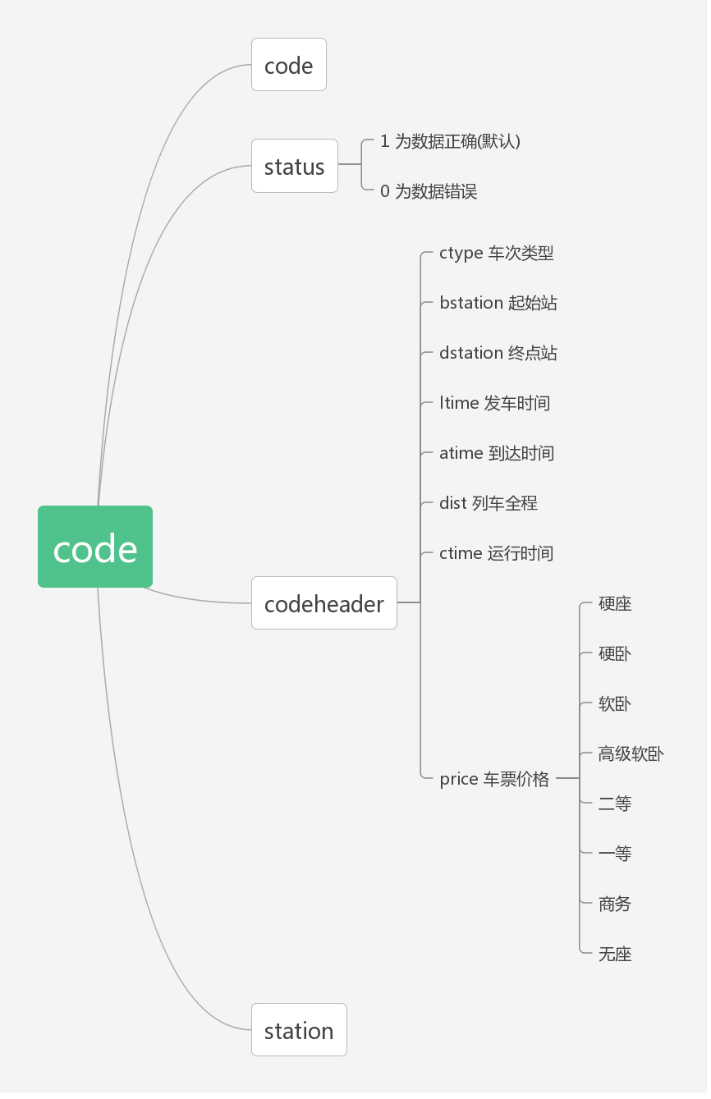 code
code
status
1 为数据正确(默认)
0 为数据错误
codeheader
ctype 车次类型
bstation 起始站
dstation 终点站
ltime 发车时间
atime 到达时间
dist 列车全程
ctime 运行时间
price 车票价格
硬座
硬卧
软卧
高级软卧
二等
一等
商务
无座
station